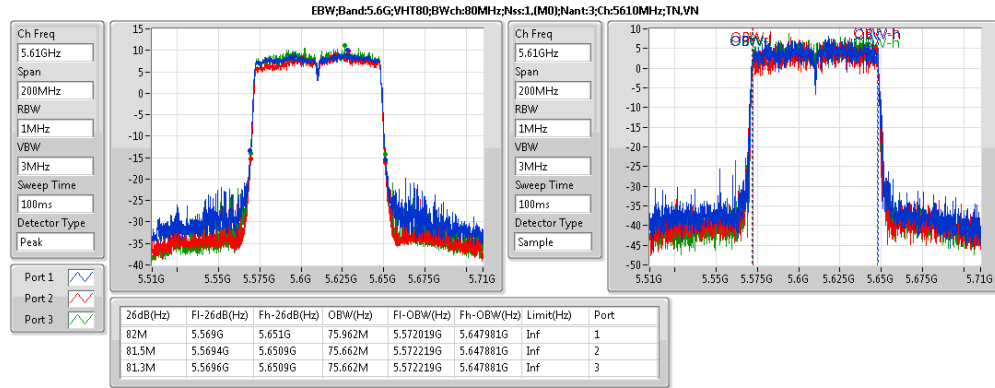 EBW;Band:5.6G;VHT80;BWch:80MHz;Nss:1,(M0);Nant:3;Ch:5610MHz;TN,VN
Ch Freq
5.61GHz
Span
200MHz
RBW
1MHz
VBW
3MHz
Sweep Time
100ms
Detector Type
Peak
15
10
5
0
-5
-10
-15
-20
-25
-30
-35
-40
5.51G 5.575G 5.6G 5.625G 5.65G 5.675G 5.71G
Ch Freq
5.61GHz
Span
200MHz
RBW
1MHz
VBW
3MHz
Sweep Time
100ms
Detector Type
Sample
10
5
0
-5
-10
-15
-20
-25
-30
-35
-40
-45
-50
OBW-h
OBW-h
5.51G 5.575G 5.6G 5.625G 5.65G 5.675G 5.71G
Port 1
Port 2
Port 3
26dB(Hz) Fl-26dB(Hz) Fh-26dB(Hz) OBW(Hz) Fl-OBW(Hz) Fh-OBW(Hz) Limit(Hz) Port
82M 5.569G 5.651G 75.962M 5.572019G 5.647981G Inf 1
81.5M 5.5694G 5.6509G 75.662M 5.572219G 5.647881G Inf 2
81.3M 5.5696G 5.6509G 75.662M 5.572219G 5.647881G Inf 3